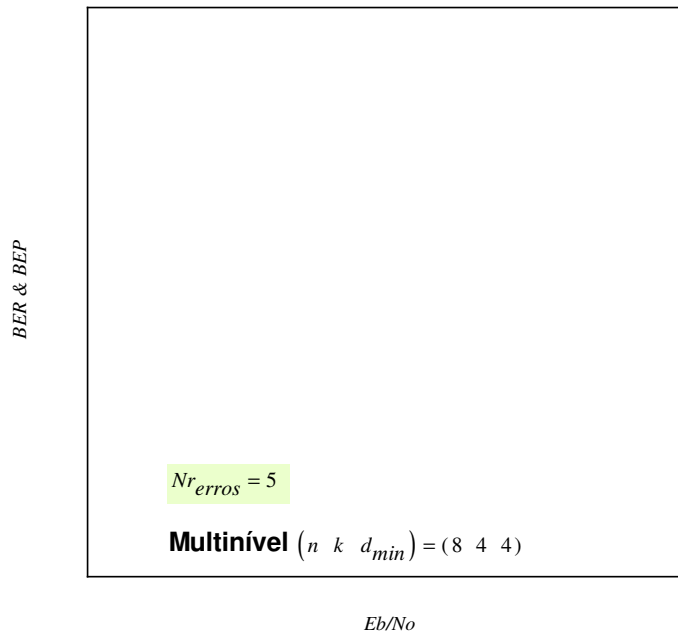 BER & BEP
Nr_erros = 5
Multinível (n k d_min) = (8 4 4)
Eb/No